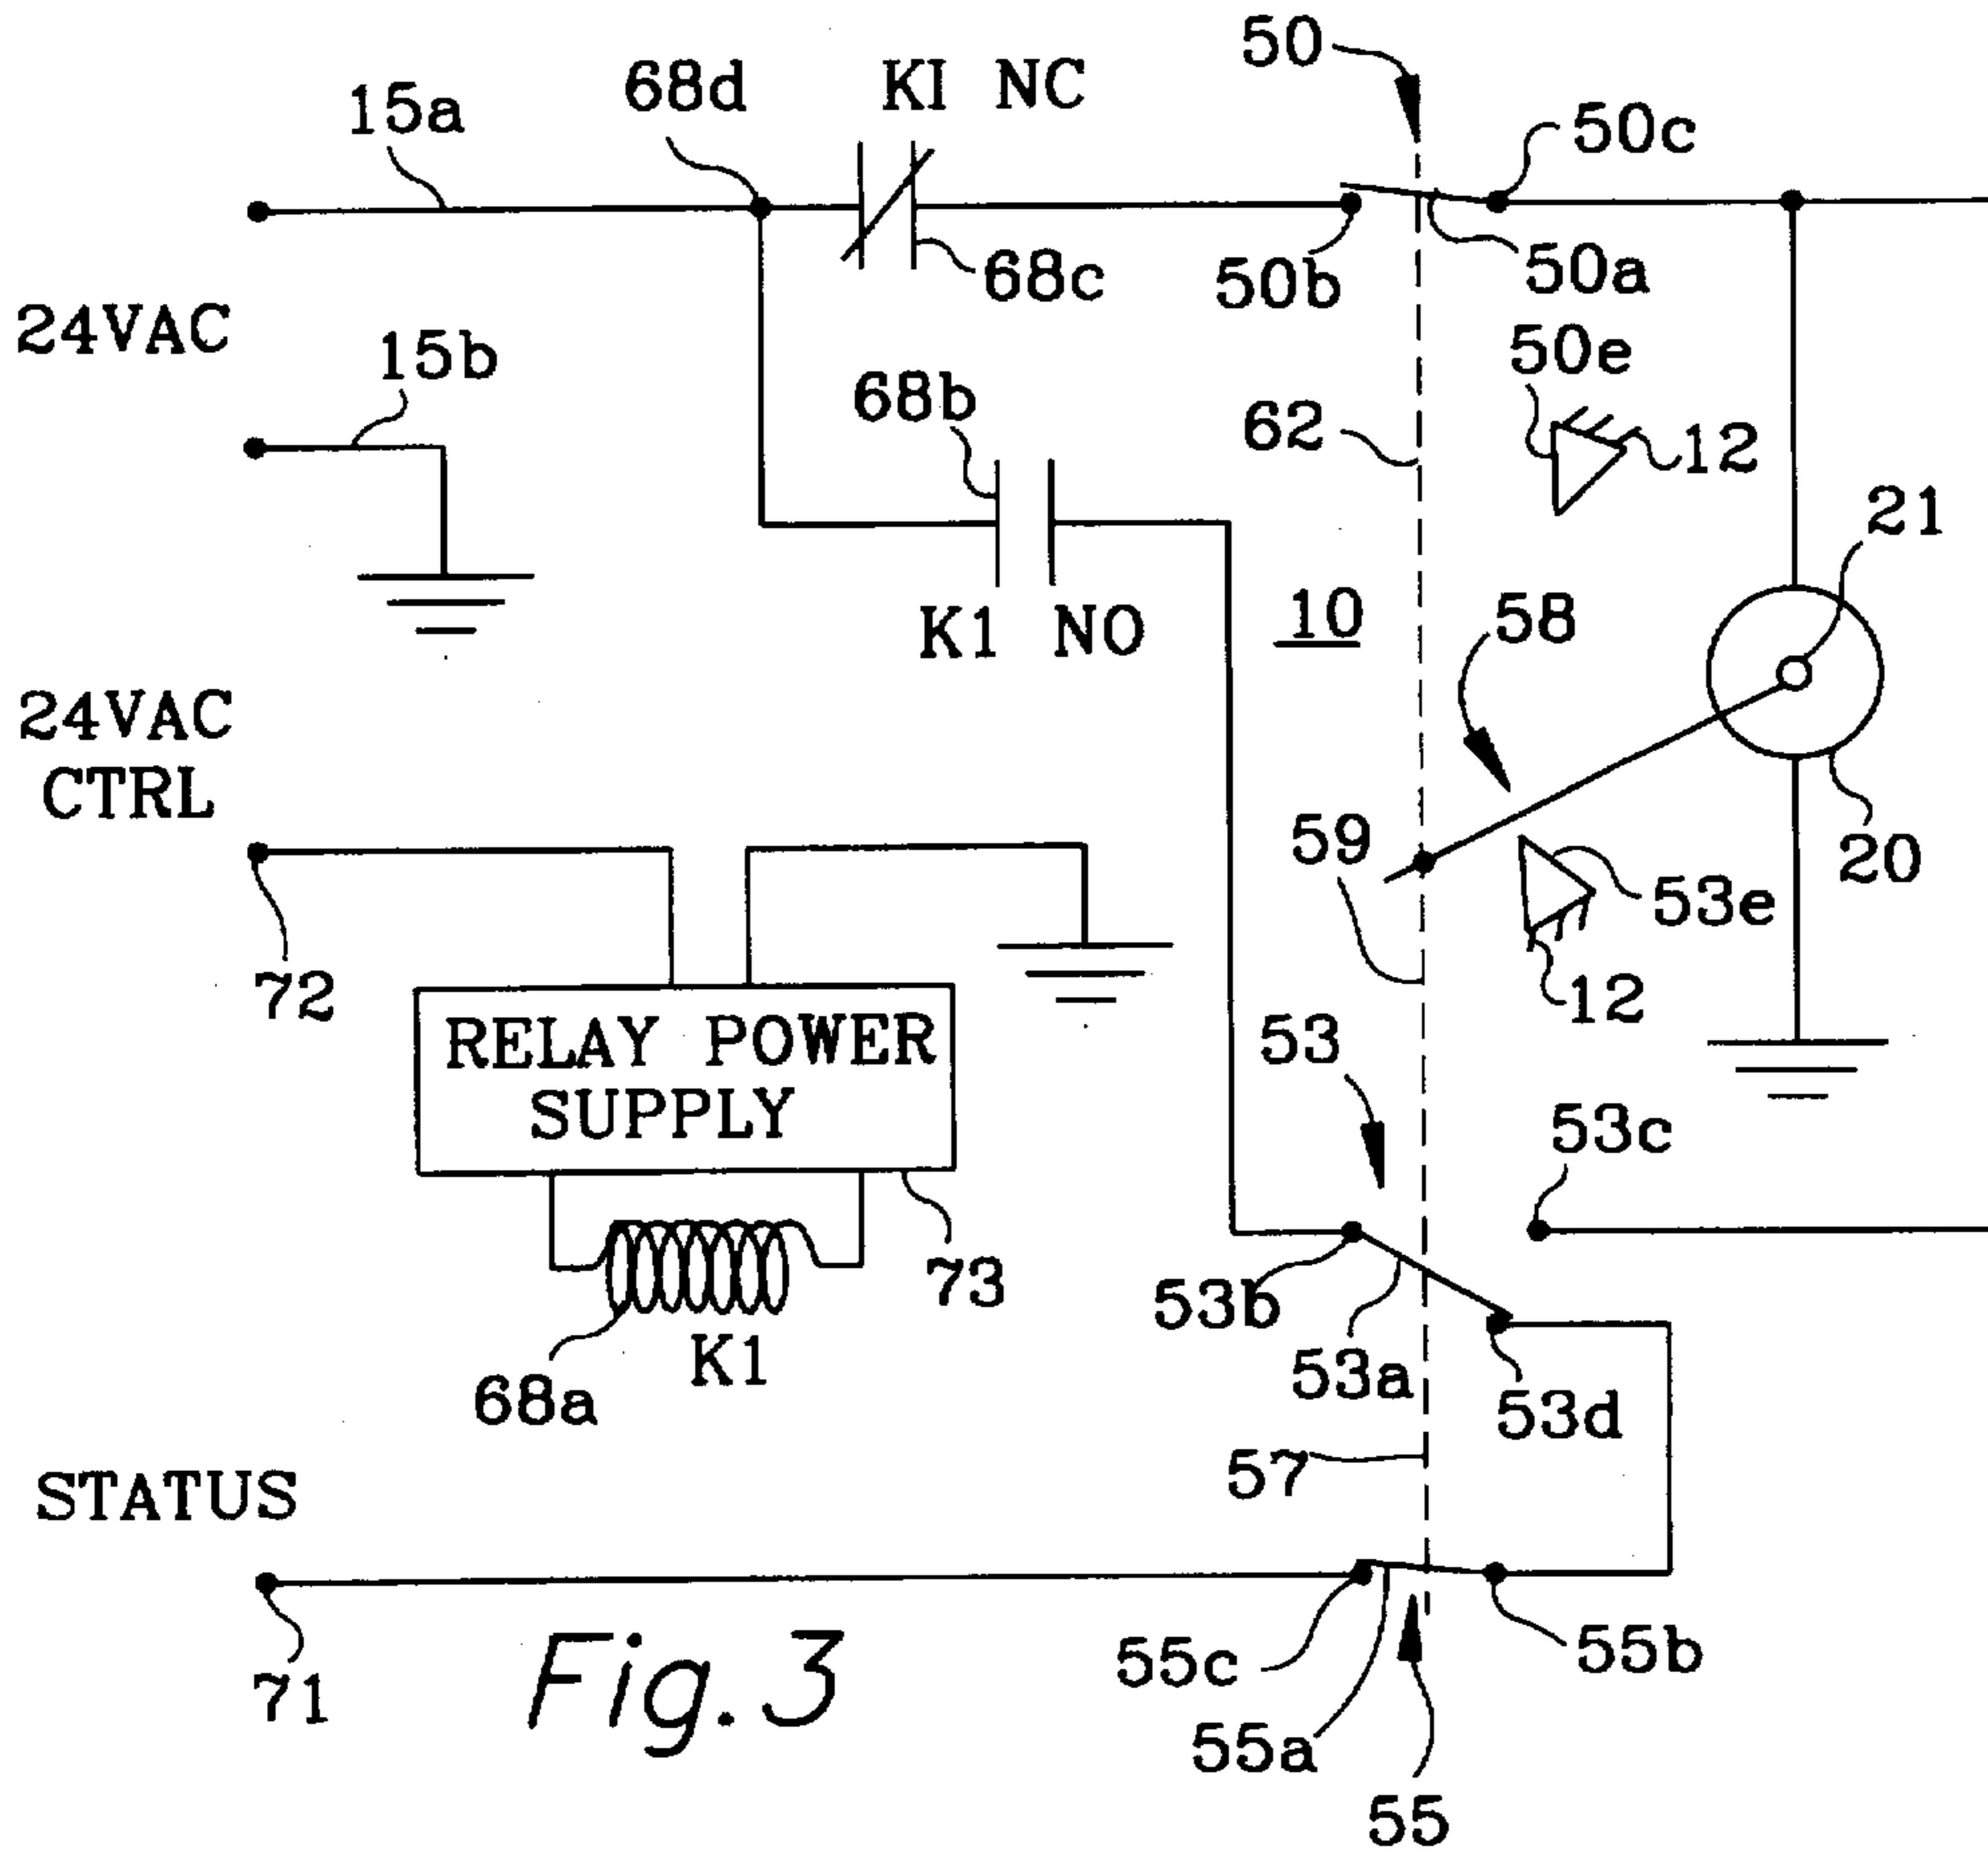 50
15a
68d
KI NC
50c
68c
50b
50a
24VAC
15b
50e
68b
62
12
21
K1 NO
10
58
24VAC
CTRL
59
53e
20
72
12
RELAY POWER
SUPPLY
53
53c
73
53b
53a
K1
68a
53d
57
STATUS
55c
55b
71
Fig. 3
55a
55